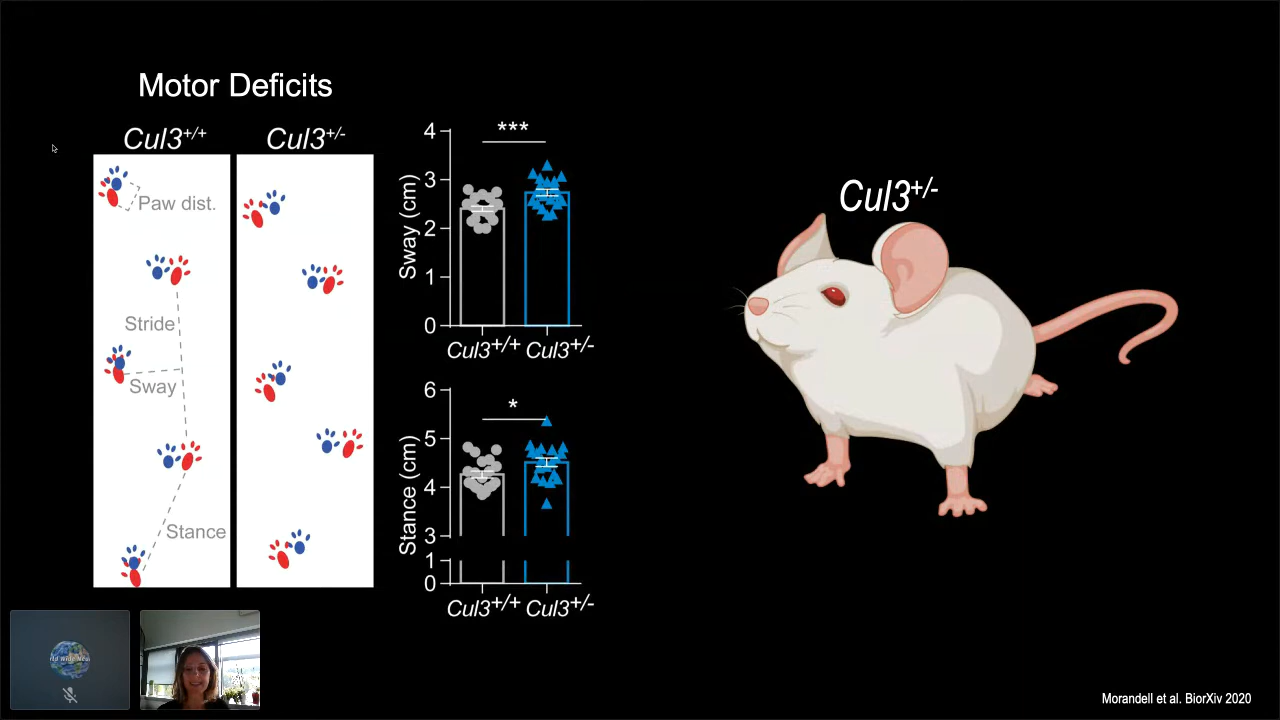 Motor Deficits
Cul3+/+
Cul3+/-
Paw dist.
Stride
Sway
Stance
***
4
3
2
1
0
Sway (cm)
Cul3+/+ Cul3+/-
*
6
5
4
3
1
0
Stance (cm)
Cul3+/+ Cul3+/-
Cul3+/-
Morandell et al. BiorXiv 2020